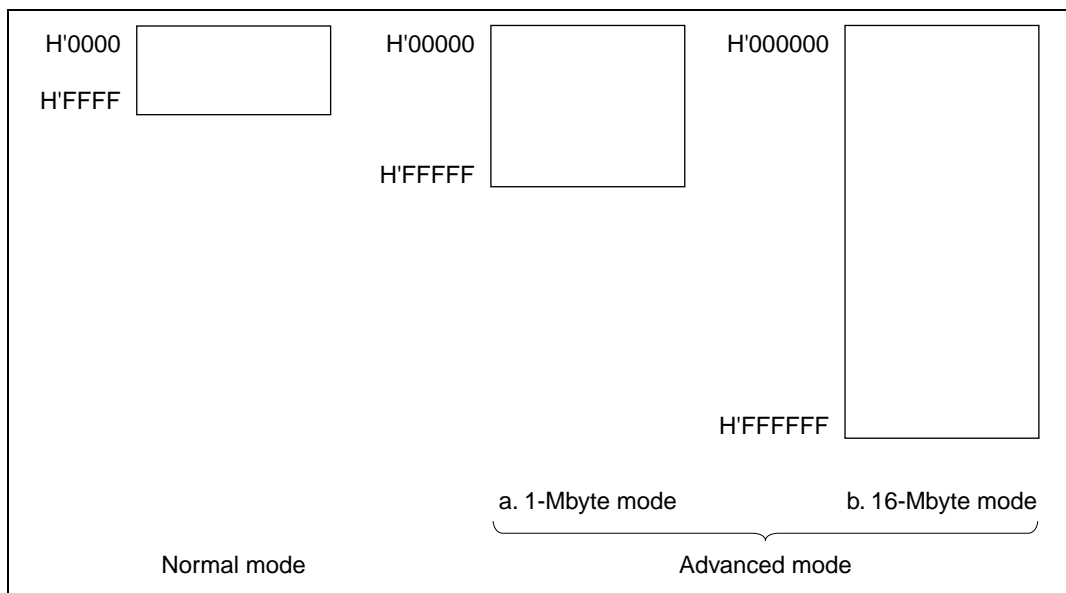 H'0000
H'FFFF
H'00000
H'FFFFF
H'000000
H'FFFFFF
a. 1-Mbyte mode
b. 16-Mbyte mode
Normal mode
Advanced mode